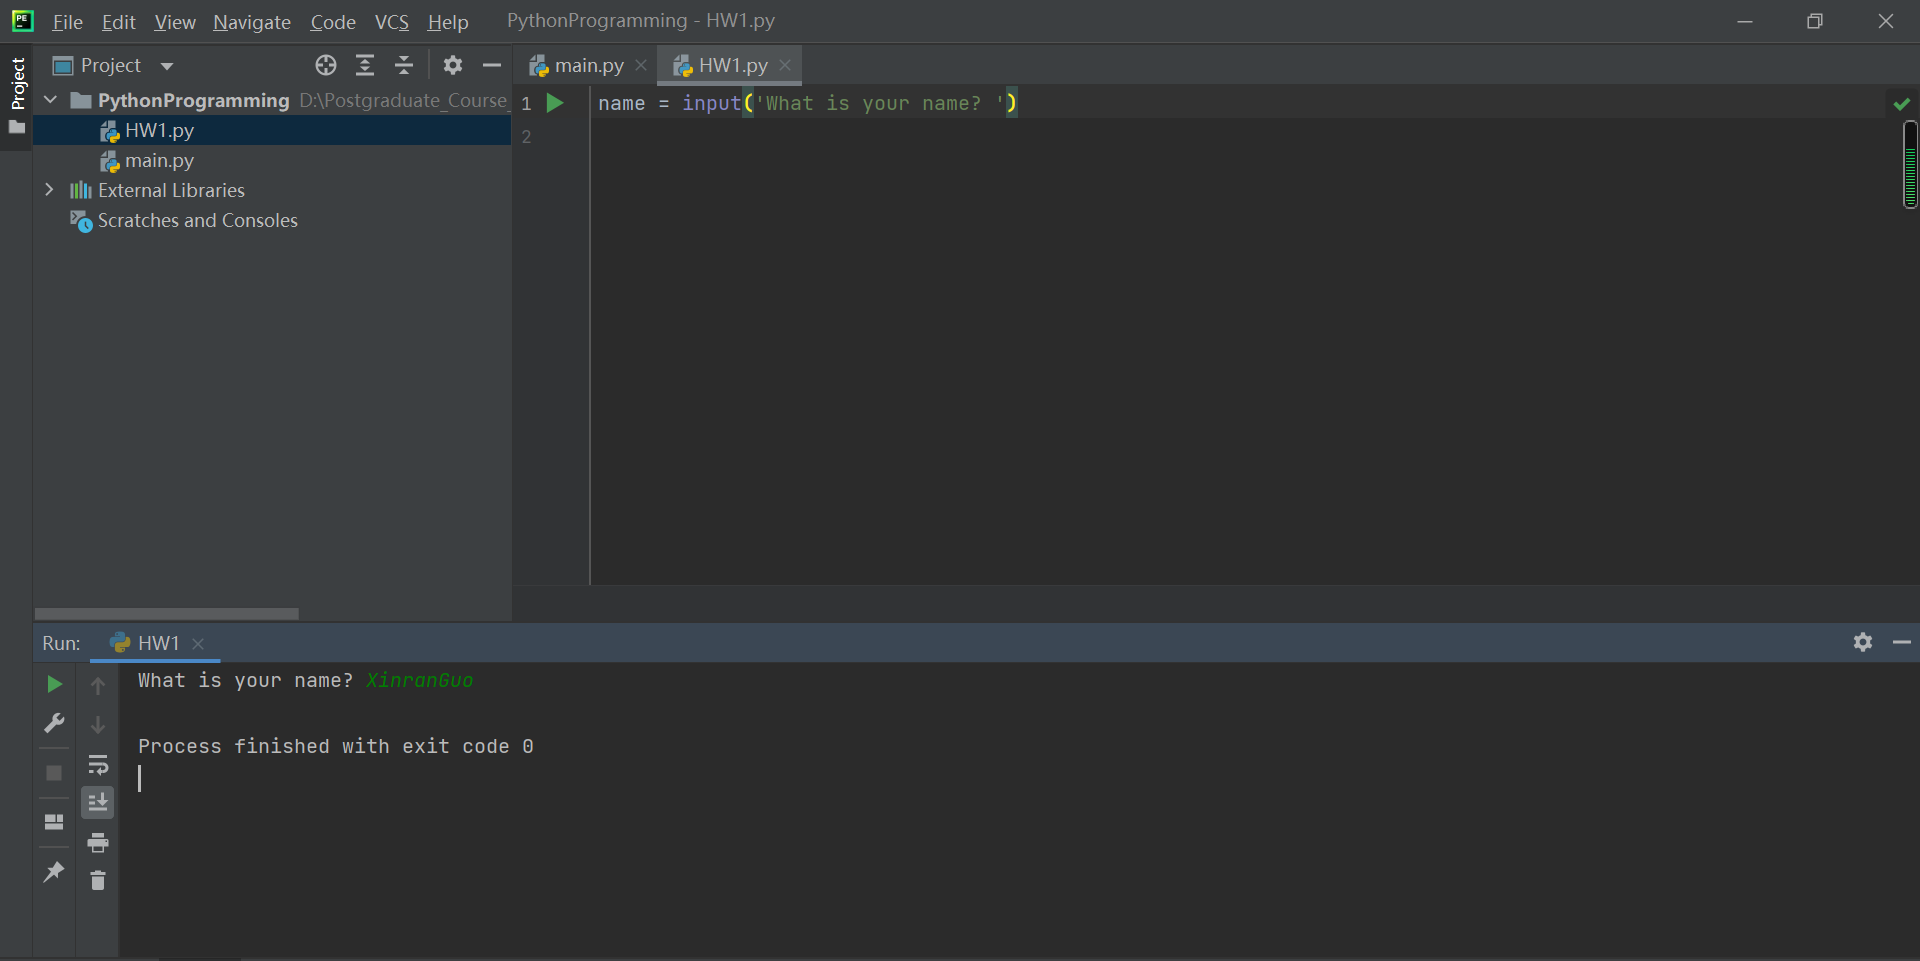 PE
File Edit View Navigate Code VCS Help PythonProgramming - HW1.py
Project
Project
main.py
HW1.py
PythonProgramming D:\Postgraduate_Course_
HW1.py
main.py
External Libraries
Scratches and Consoles
1 name = input('What is your name? ')
2
Run: HW1
What is your name? XinranGuo
Process finished with exit code 0